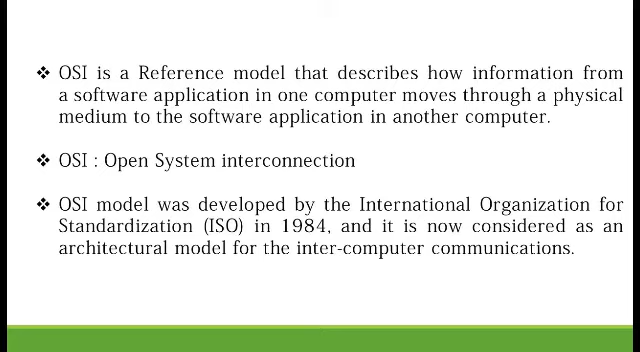 ❖ OSI is a Reference model that describes how information from
a software application in one computer moves through a physical
medium to the software application in another computer.
❖ OSI : Open System interconnection
❖ OSI model was developed by the International Organization for
Standardization (ISO) in 1984, and it is now considered as an
architectural model for the inter-computer communications.